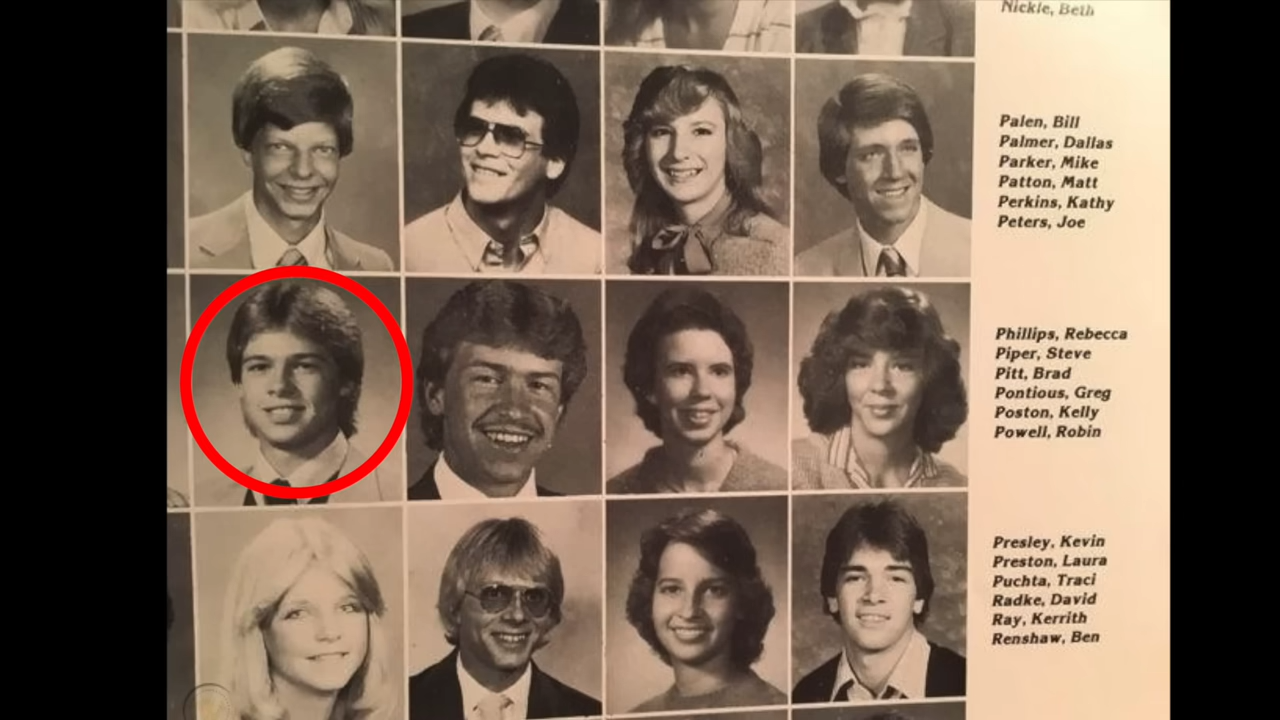 Nickle, Beth
Palen, Bill
Palmer, Dallas
Parker, Mike
Patton, Matt
Perkins, Kathy
Peters, Joe
Phillips, Rebecca
Piper, Steve
Pitt, Brad
Pontious, Greg
Poston, Kelly
Powell, Robin
Presley, Kevin
Preston, Laura
Puchta, Traci
Radke, David
Ray, Kerrith
Renshaw, Ben